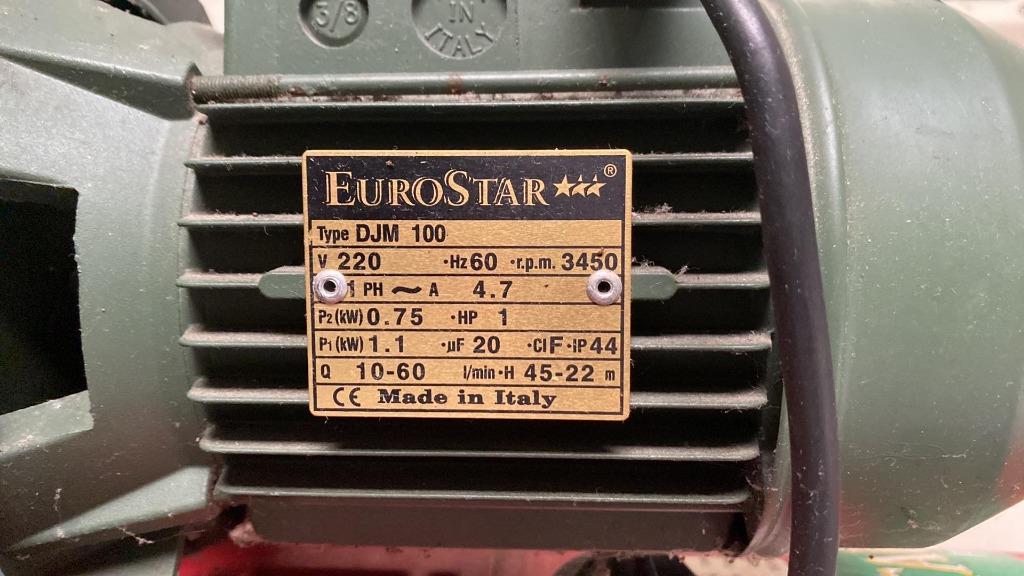 3/8
IN
ITALY
EUROSTAR ®
Type DJM 100
V 220 ·Hz 60 ·r.p.m. 3450
1 PH ~ A 4.7
P2 (kW) 0.75 ·HP 1
P1 (kW) 1.1 ·µF 20 ·Cl F ·iP 44
Q 10-60 l/min ·H 45-22 m
CE Made in Italy